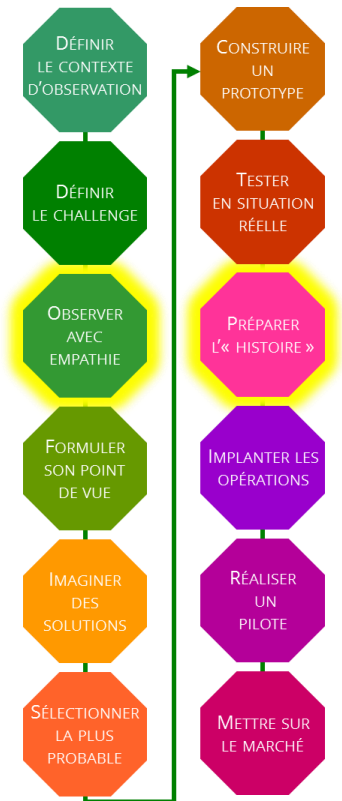 Définir
le contexte
d'observation
Définir
le challenge
Observer
avec
empathie
Formuler
son point
de vue
Imaginer
des
solutions
Sélectionner
la plus
probable
Construire
un
prototype
Tester
en situation
réelle
Préparer
l'« histoire »
Implanter les
opérations
Réaliser
un
pilote
Mettre sur
le marché